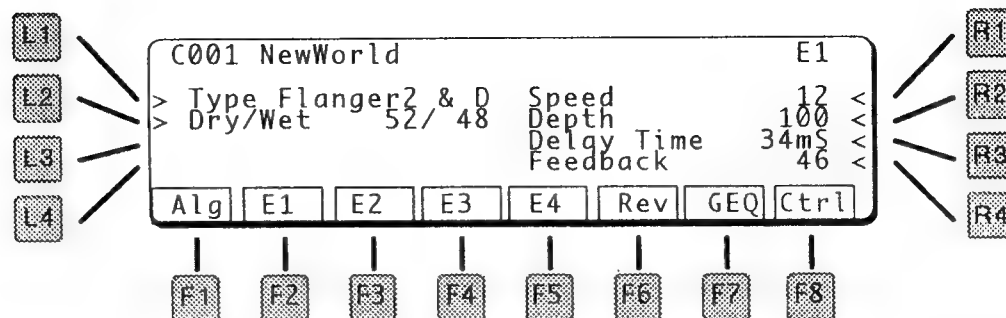 L1
L2
L3
L4
C001 NewWorld E1
> Type Flanger2 & D Speed 12 <
> Dry/Wet 52/ 48 Depth 100 <
Delay Time 34mS <
Feedback 46 <
Alg E1 E2 E3 E4 Rev GEQ Ctrl
F1 F2 F3 F4 F5 F6 F7 F8
R1
R2
R3
R4